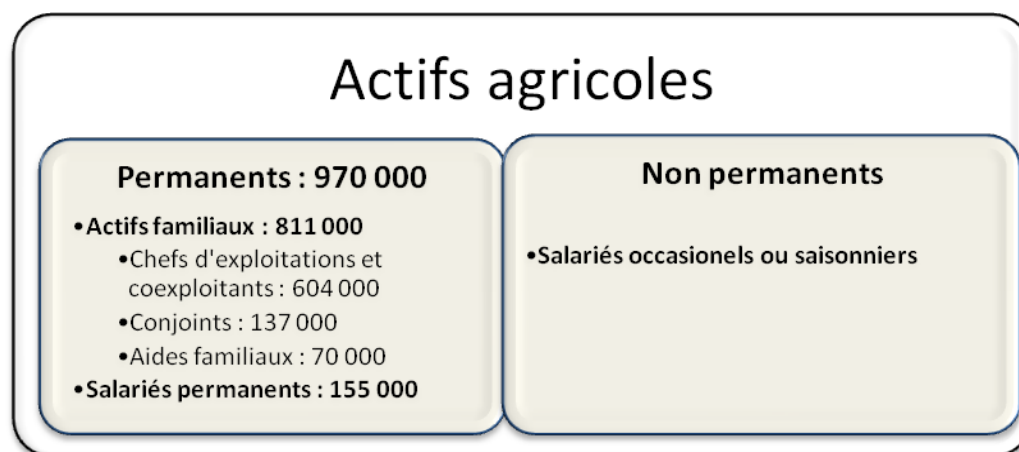 Actifs agricoles
Permanents : 970 000
•Actifs familiaux : 811 000
•Chefs d'exploitations et
coexploitants : 604 000
•Conjoints : 137 000
•Aides familiaux : 70 000
•Salariés permanents : 155 000
Non permanents
•Salariés occasionels ou saisonniers